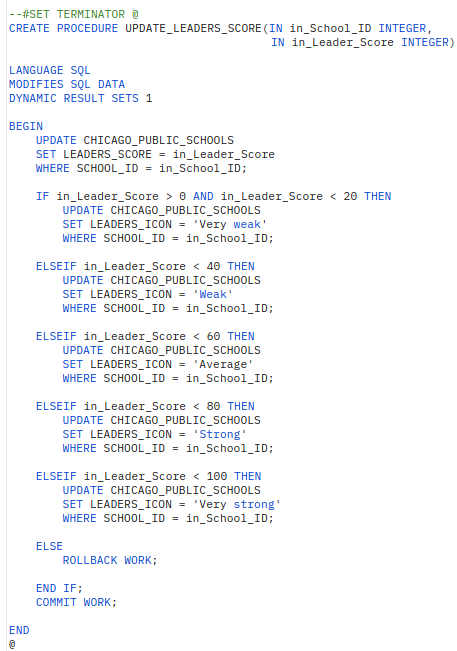 --#SET TERMINATOR @
CREATE PROCEDURE UPDATE_LEADERS_SCORE(IN in_School_ID INTEGER,
                                      IN in_Leader_Score INTEGER)

LANGUAGE SQL
MODIFIES SQL DATA
DYNAMIC RESULT SETS 1

BEGIN
    UPDATE CHICAGO_PUBLIC_SCHOOLS
    SET LEADERS_SCORE = in_Leader_Score
    WHERE SCHOOL_ID = in_School_ID;

    IF in_Leader_Score > 0 AND in_Leader_Score < 20 THEN
        UPDATE CHICAGO_PUBLIC_SCHOOLS
        SET LEADERS_ICON = 'Very weak'
        WHERE SCHOOL_ID = in_School_ID;

    ELSEIF in_Leader_Score < 40 THEN
        UPDATE CHICAGO_PUBLIC_SCHOOLS
        SET LEADERS_ICON = 'Weak'
        WHERE SCHOOL_ID = in_School_ID;

    ELSEIF in_Leader_Score < 60 THEN
        UPDATE CHICAGO_PUBLIC_SCHOOLS
        SET LEADERS_ICON = 'Average'
        WHERE SCHOOL_ID = in_School_ID;

    ELSEIF in_Leader_Score < 80 THEN
        UPDATE CHICAGO_PUBLIC_SCHOOLS
        SET LEADERS_ICON = 'Strong'
        WHERE SCHOOL_ID = in_School_ID;

    ELSEIF in_Leader_Score < 100 THEN
        UPDATE CHICAGO_PUBLIC_SCHOOLS
        SET LEADERS_ICON = 'Very strong'
        WHERE SCHOOL_ID = in_School_ID;

    ELSE
        ROLLBACK WORK;

    END IF;
    COMMIT WORK;

END
@